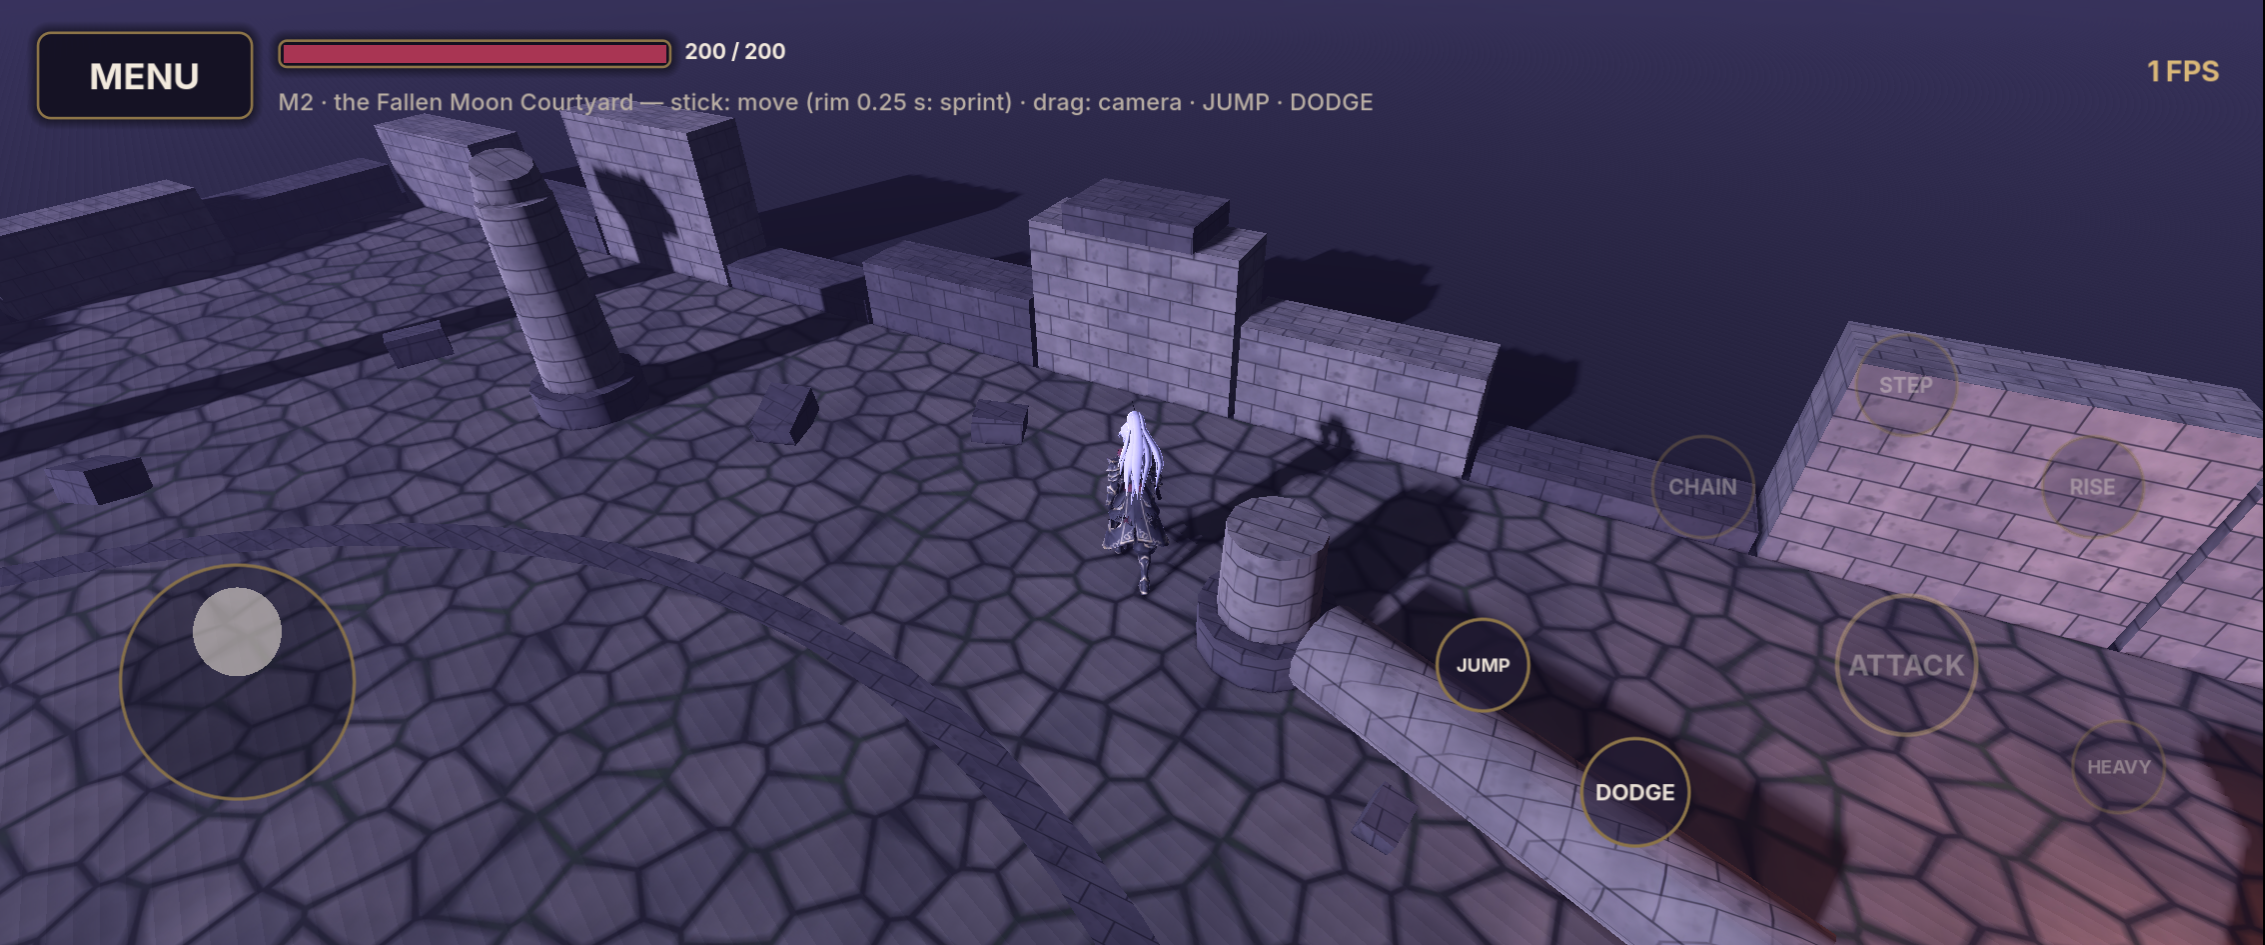 MENU
200 / 200
1 FPS
M2 · the Fallen Moon Courtyard — stick: move (rim 0.25 s: sprint) · drag: camera · JUMP · DODGE
STEP
CHAIN
RISE
JUMP
ATTACK
HEAVY
DODGE